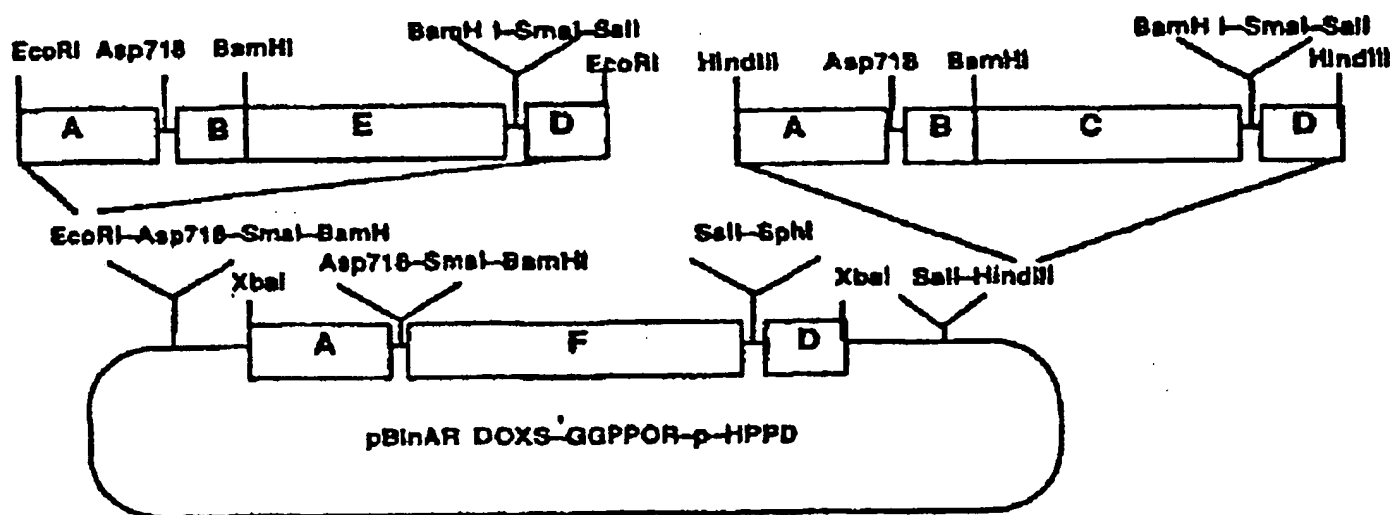 BamH I-SmaI-SalI
BamH I-SmaI-SalI
EcoRI Asp718 BamHI
EcoRI HindIII Asp718 BamHI HindIII
A B E D
A B C D
EcoRI-Asp718-SmaI-BamH
SalI-SphI
Asp718-SmaI-BamHI
XbaI
XbaI SalI-HindIII
A F D
pBinAR DOXS-GGPPOR-p-HPPD